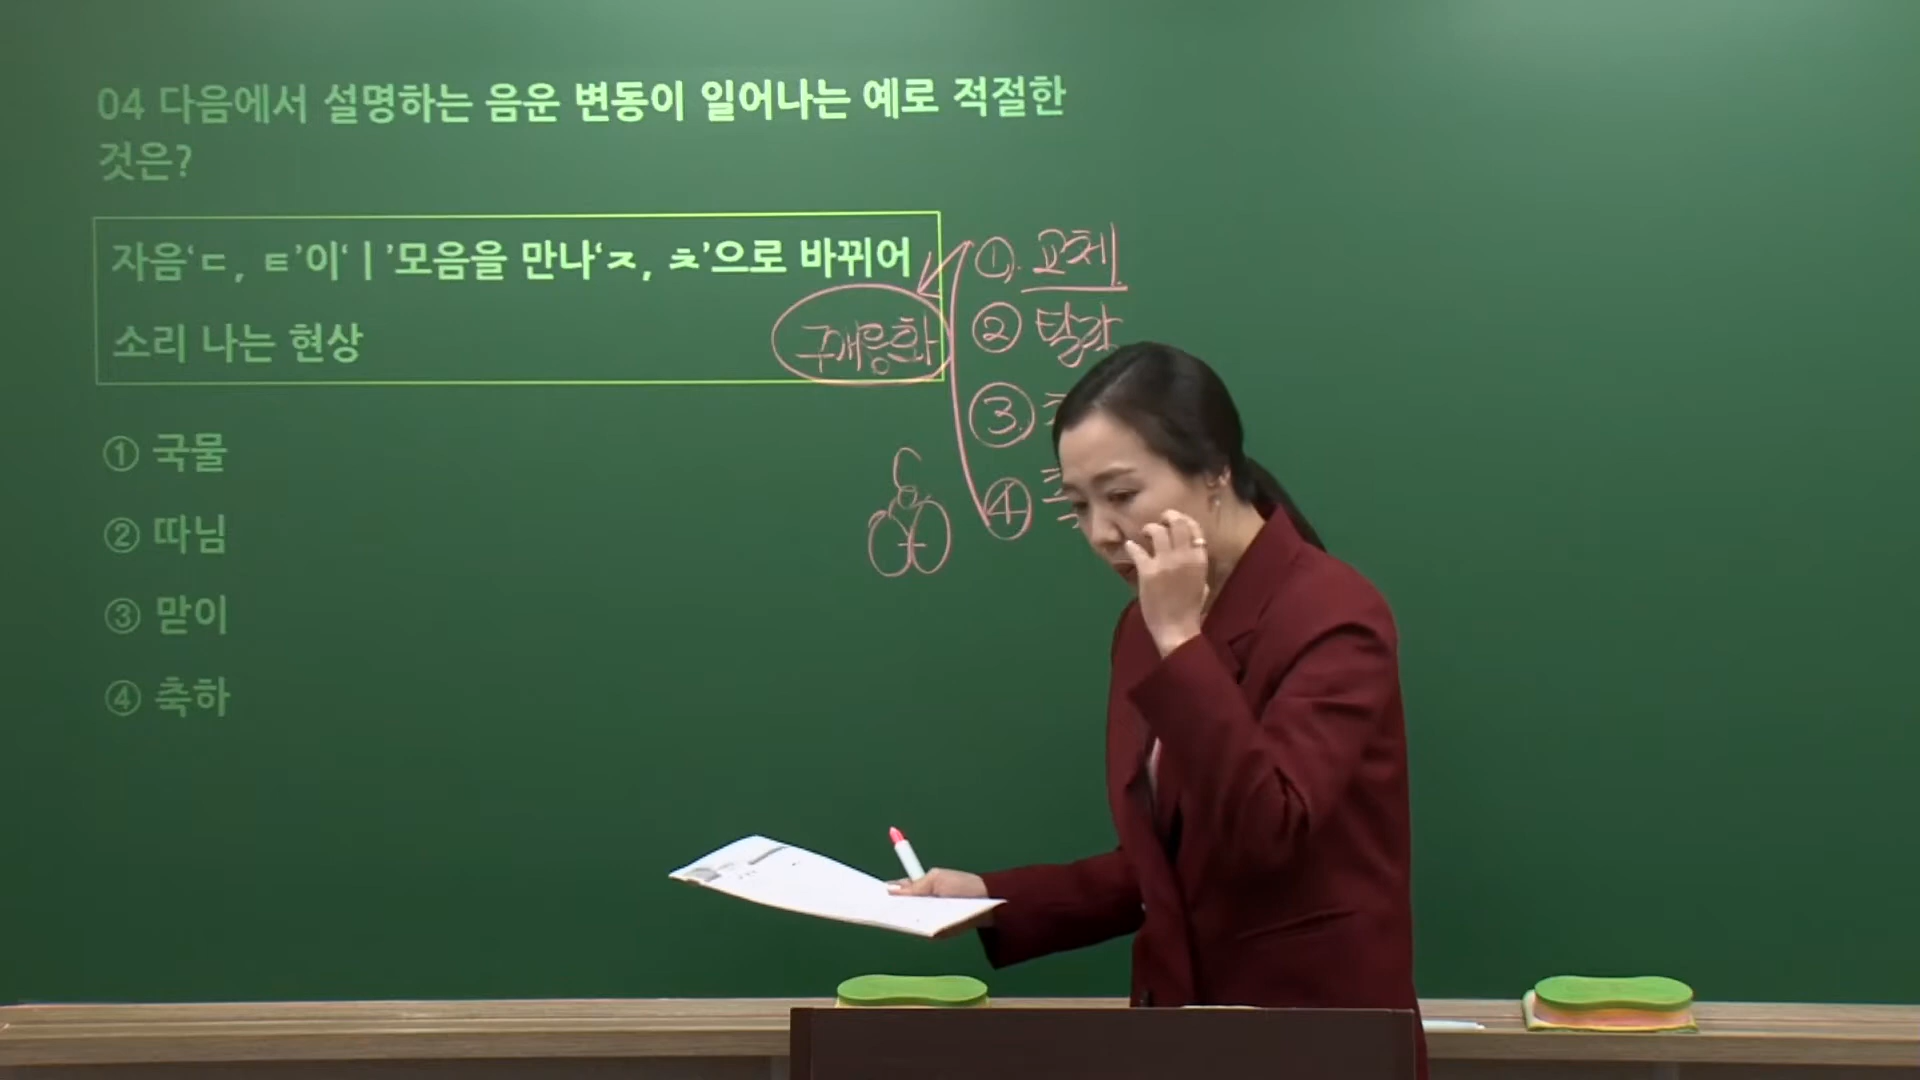 04 다음에서 설명하는 음운 변동이 일어나는 예로 적절한
것은?
자음‘ㄷ, ㅌ’이‘ㅣ’모음을 만나‘ㅈ, ㅊ’으로 바뀌어
소리 나는 현상
구개음화
① 국물
② 따님
③ 맏이
④ 축하
① 교체
② 탈락
③
④